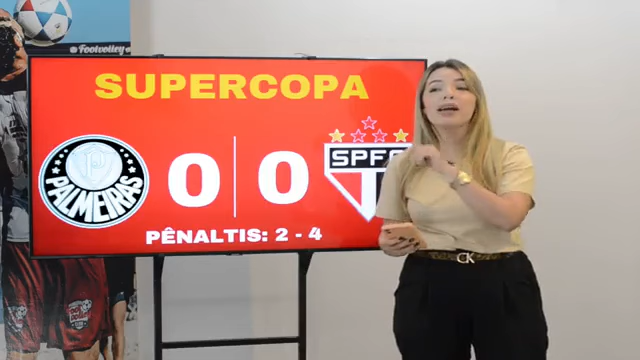 Footvolley
SUPERCOPA
PALMEIRAS
0 0
SPFC
PÊNALTIS: 2 - 4
CK